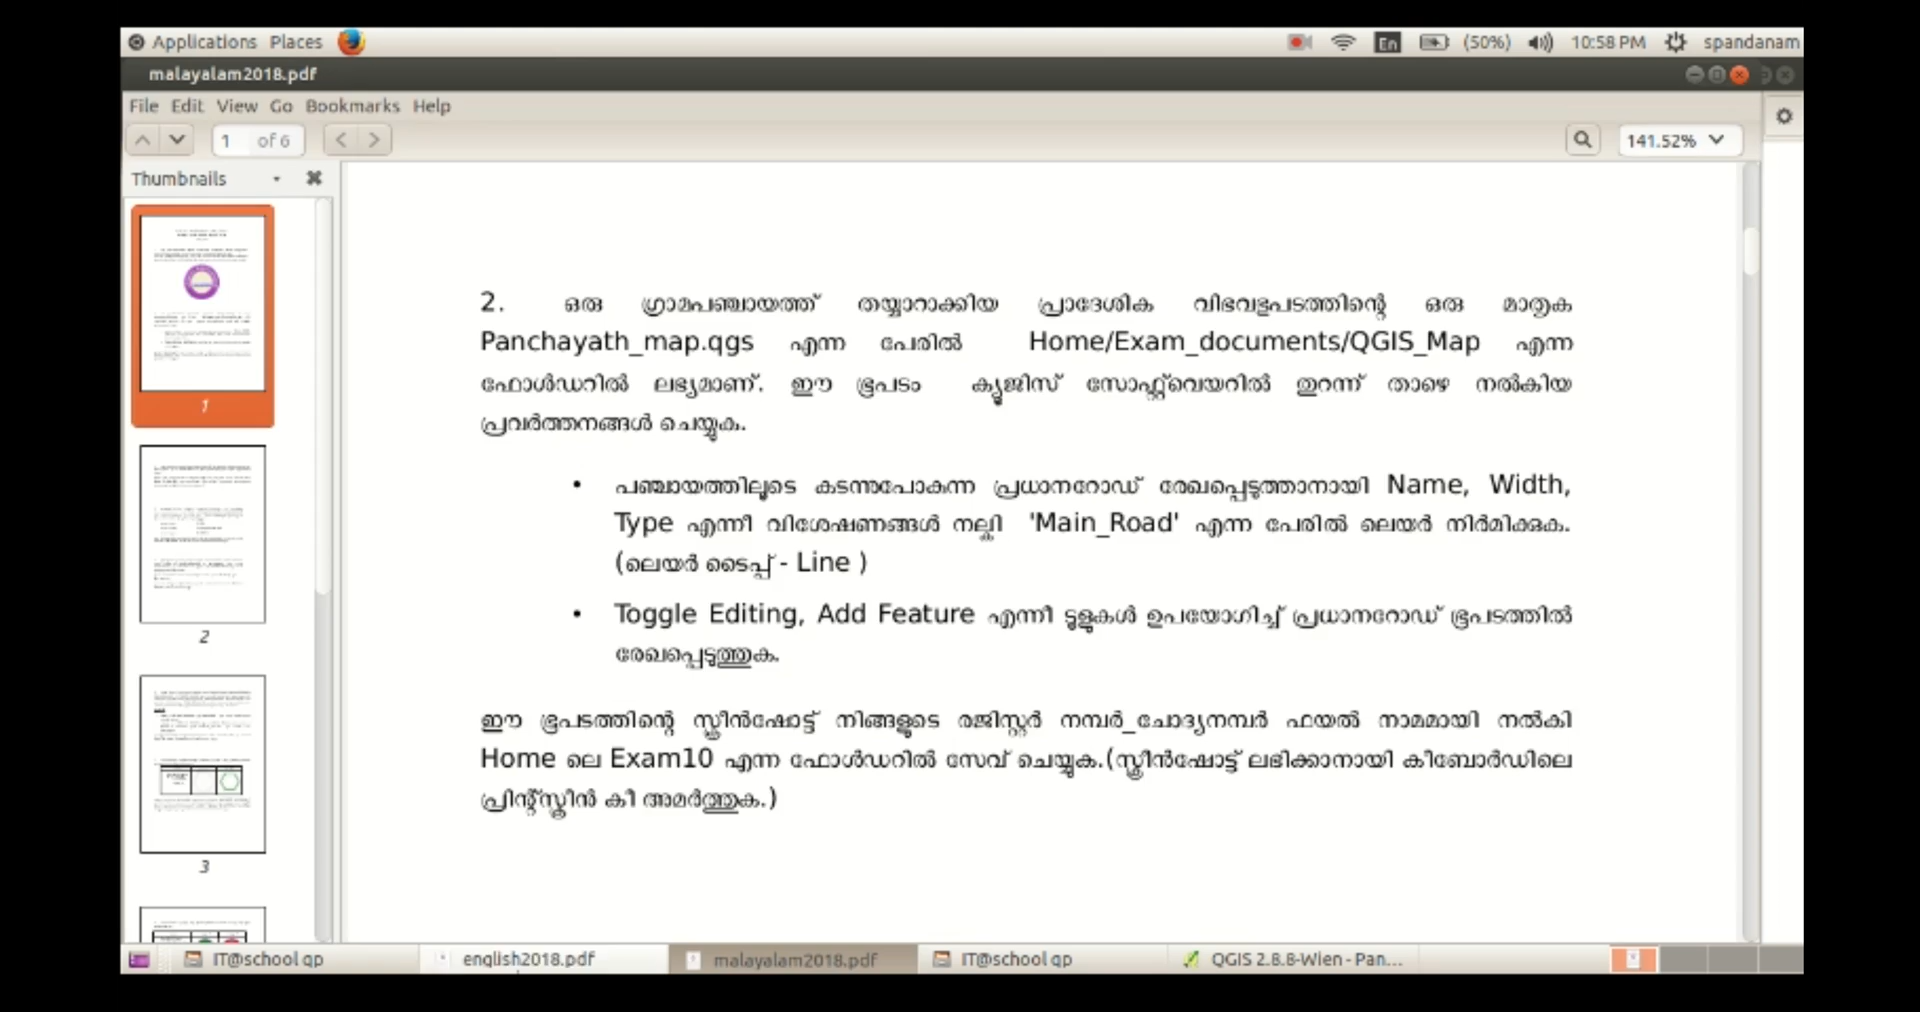 Applications Places En (50%) 10:58 PM spandanam
malayalam2018.pdf
File Edit View Go Bookmarks Help
1 of 6 141.52%
Thumbnails
1
2
3
2. ഒരു ഗ്രാമപഞ്ചായത്ത് തയ്യാറാക്കിയ പ്രാദേശിക വിഭവഭൂപടത്തിന്റെ ഒരു മാതൃക
Panchayath_map.qgs എന്ന പേരിൽ Home/Exam_documents/QGIS_Map എന്ന
ഫോൾഡറിൽ ലഭ്യമാണ്. ഈ ഭൂപടം ക്യൂജിസ് സോഫ്റ്റ്‌വെയറിൽ തുറന്ന് താഴെ നൽകിയ
പ്രവർത്തനങ്ങൾ ചെയ്യുക.
• പഞ്ചായത്തിലൂടെ കടന്നുപോകുന്ന പ്രധാനറോഡ് രേഖപ്പെടുത്താനായി Name, Width,
Type എന്നീ വിശേഷണങ്ങൾ നല്കി 'Main_Road' എന്ന പേരിൽ ലെയർ നിർമിക്കുക.
(ലെയർ ടൈപ്പ് - Line )
• Toggle Editing, Add Feature എന്നീ ടൂളുകൾ ഉപയോഗിച്ച് പ്രധാനറോഡ് ഭൂപടത്തിൽ
രേഖപ്പെടുത്തുക.
ഈ ഭൂപടത്തിന്റെ സ്ക്രീൻഷോട്ട് നിങ്ങളുടെ രജിസ്റ്റർ നമ്പർ_ചോദ്യനമ്പർ ഫയൽ നാമമായി നൽകി
Home ലെ Exam10 എന്ന ഫോൾഡറിൽ സേവ് ചെയ്യുക.(സ്ക്രീൻഷോട്ട് ലഭിക്കാനായി കീബോർഡിലെ
പ്രിന്റ്സ്ക്രീൻ കീ അമർത്തുക.)
IT@school qp english2018.pdf malayalam2018.pdf IT@school qp QGIS 2.8.8-Wien - Pan...